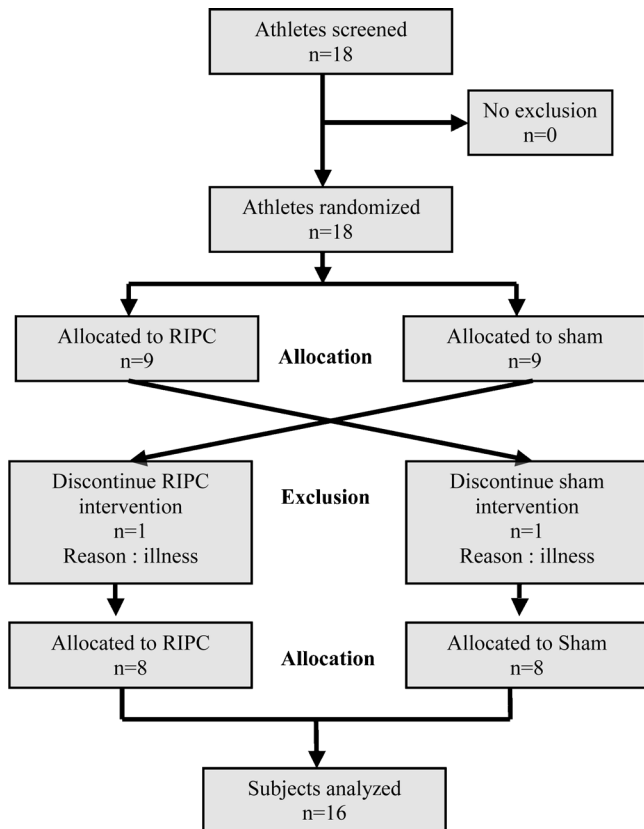 Athletes screened
n=18
No exclusion
n=0
Athletes randomized
n=18
Allocated to RIPC
n=9
Allocation
Allocated to sham
n=9
Discontinue RIPC
intervention
n=1
Reason : illness
Exclusion
Discontinue sham
intervention
n=1
Reason : illness
Allocated to RIPC
n=8
Allocation
Allocated to Sham
n=8
Subjects analyzed
n=16